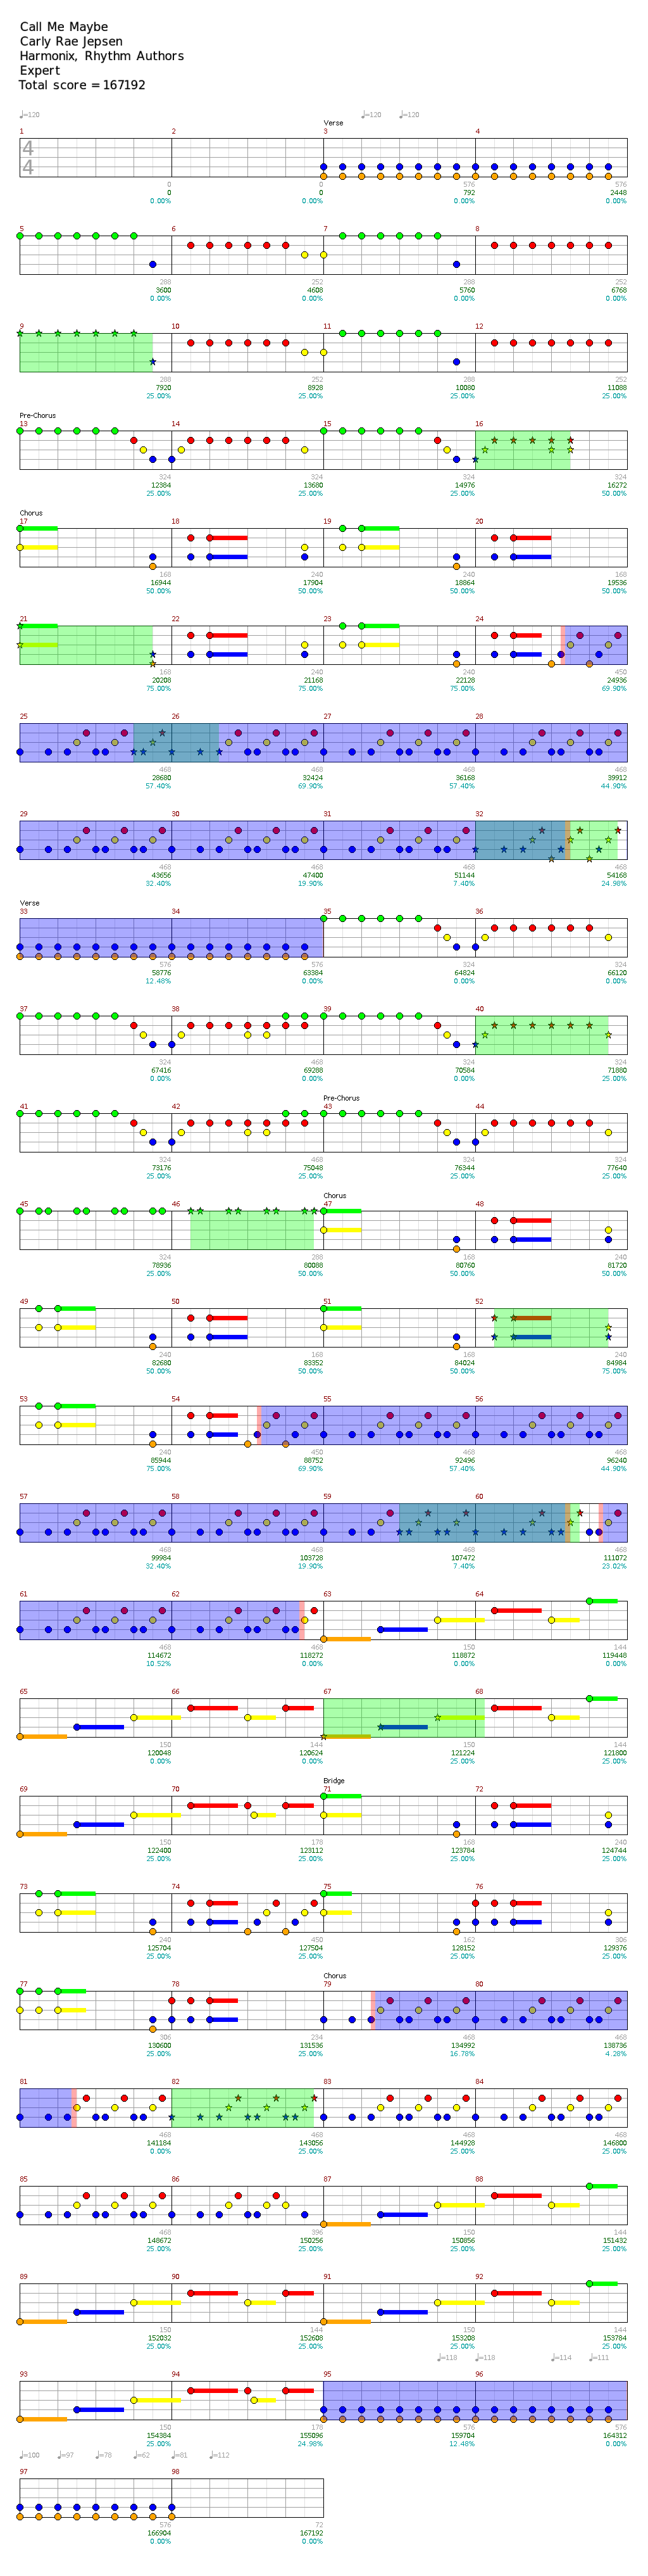 Call Me Maybe
Carly Rae Jepsen
Harmonix, Rhythm Authors
Expert
Total score = 167192
♩=120 ♩=120 ♩=120
Verse
1 2 3 4
4
4
0 0 576 576
0 0 792 2448
0.00% 0.00% 0.00% 0.00%
5 6 7 8
288 252 288 252
3600 4608 5760 6768
0.00% 0.00% 0.00% 0.00%
9 10 11 12
288 252 288 252
7920 8928 10080 11088
25.00% 25.00% 25.00% 25.00%
Pre-Chorus
13 14 15 16
324 324 324 324
12384 13680 14976 16272
25.00% 25.00% 25.00% 50.00%
Chorus
17 18 19 20
168 240 240 168
16944 17904 18864 19536
50.00% 50.00% 50.00% 50.00%
21 22 23 24
168 240 240 450
20208 21168 22128 24936
75.00% 75.00% 75.00% 69.90%
25 26 27 28
468 468 468 468
28680 32424 36168 39912
57.40% 69.90% 57.40% 44.90%
29 30 31 32
468 468 468 468
43656 47400 51144 54168
32.40% 19.90% 7.40% 24.98%
Verse
33 34 35 36
576 576 324 324
58776 63384 64824 66120
12.48% 0.00% 0.00% 0.00%
37 38 39 40
324 468 324 324
67416 69288 70584 71880
0.00% 0.00% 0.00% 25.00%
Pre-Chorus
41 42 43 44
324 468 324 324
73176 75048 76344 77640
25.00% 25.00% 25.00% 25.00%
Chorus
45 46 47 48
324 288 168 240
78936 80088 80760 81720
25.00% 50.00% 50.00% 50.00%
49 50 51 52
240 168 168 240
82680 83352 84024 84984
50.00% 50.00% 50.00% 75.00%
53 54 55 56
240 450 468 468
85944 88752 92496 96240
75.00% 69.90% 57.40% 44.90%
57 58 59 60
468 468 468 468
99984 103728 107472 111072
32.40% 19.90% 7.40% 23.02%
61 62 63 64
468 468 150 144
114672 118272 118872 119448
10.52% 0.00% 0.00% 0.00%
65 66 67 68
150 144 150 144
120048 120624 121224 121800
0.00% 0.00% 25.00% 25.00%
Bridge
69 70 71 72
150 178 168 240
122400 123112 123784 124744
25.00% 25.00% 25.00% 25.00%
73 74 75 76
240 450 162 306
125704 127504 128152 129376
25.00% 25.00% 25.00% 25.00%
Chorus
77 78 79 80
306 234 468 468
130600 131536 134992 138736
25.00% 25.00% 16.78% 4.28%
81 82 83 84
468 468 468 468
141184 143056 144928 146800
0.00% 25.00% 25.00% 25.00%
85 86 87 88
468 396 150 144
148672 150256 150856 151432
25.00% 25.00% 25.00% 25.00%
89 90 91 92
150 144 150 144
152032 152608 153208 153784
25.00% 25.00% 25.00% 25.00%
♩=118 ♩=118 ♩=114 ♩=111
93 94 95 96
150 178 576 576
154384 155096 159704 164312
25.00% 24.98% 12.48% 0.00%
♩=100 ♩=97 ♩=78 ♩=62 ♩=81 ♩=112
97 98
576 72
166904 167192
0.00% 0.00%